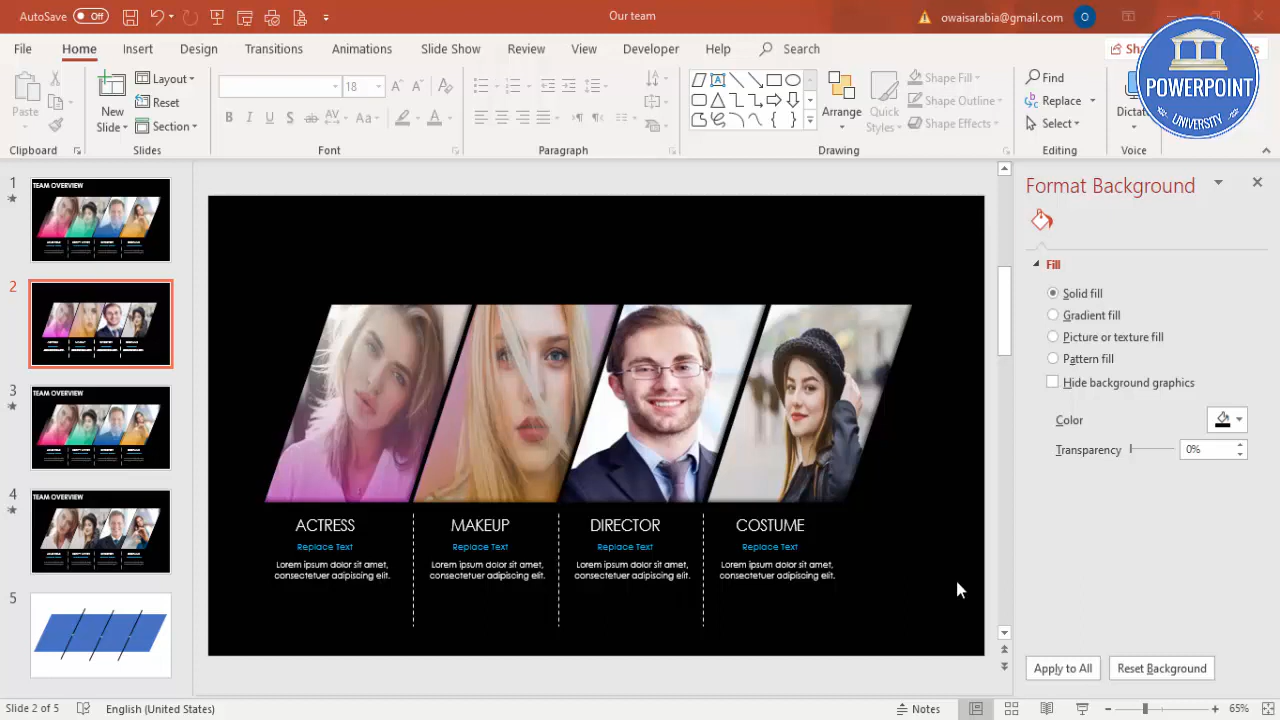 AutoSave Off Our team owaisarabia@gmail.com O
File Home Insert Design Transitions Animations Slide Show Review View Developer Help Search
POWERPOINT
UNIVERSITY
Paste
Clipboard
New
Slide
Layout
Reset
Section
Slides
18
B I U S ab AV Aa A
Font
Paragraph
Arrange
Quick
Styles
Shape Fill
Shape Outline
Shape Effects
Drawing
Find
Replace
Select
Editing
Dictat
Voice
1
TEAM OVERVIEW
2
3
TEAM OVERVIEW
4
TEAM OVERVIEW
5
ACTRESS MAKEUP DIRECTOR COSTUME
Replace Text Replace Text Replace Text Replace Text
Lorem ipsum dolor sit amet, Lorem ipsum dolor sit amet, Lorem ipsum dolor sit amet, Lorem ipsum dolor sit amet,
consectetuer adipiscing elit. consectetuer adipiscing elit. consectetuer adipiscing elit. consectetuer adipiscing elit.
Format Background
Fill
Solid fill
Gradient fill
Picture or texture fill
Pattern fill
Hide background graphics
Color
Transparency 0%
Apply to All Reset Background
Slide 2 of 5 English (United States) Notes 65%